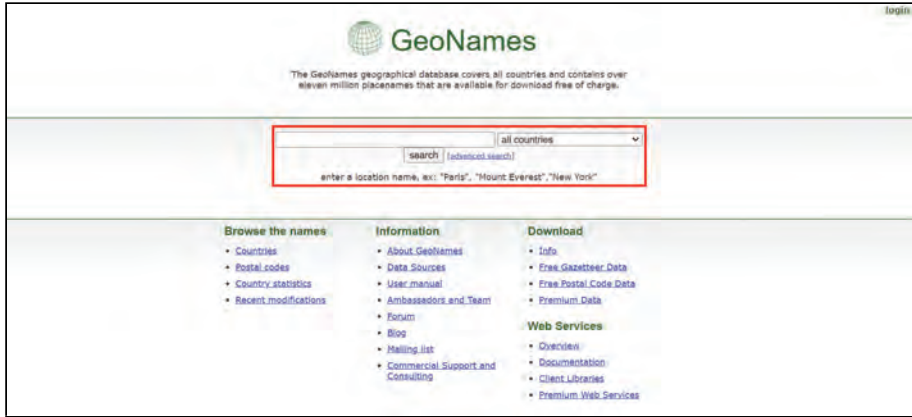 login
GeoNames
The GeoNames geographical database covers all countries and contains over
eleven million placenames that are available for download free of charge.
all countries
search [advanced search]
enter a location name, ex: "Paris", "Mount Everest","New York"
Browse the names
• Countries
• Postal codes
• Country statistics
• Recent modifications
Information
• About GeoNames
• Data Sources
• User manual
• Ambassadors and Team
• Forum
• Blog
• Mailing list
• Commercial Support and
Consulting
Download
• Info
• Free Gazetteer Data
• Free Postal Code Data
• Premium Data
Web Services
• Overview
• Documentation
• Client Libraries
• Premium Web Services